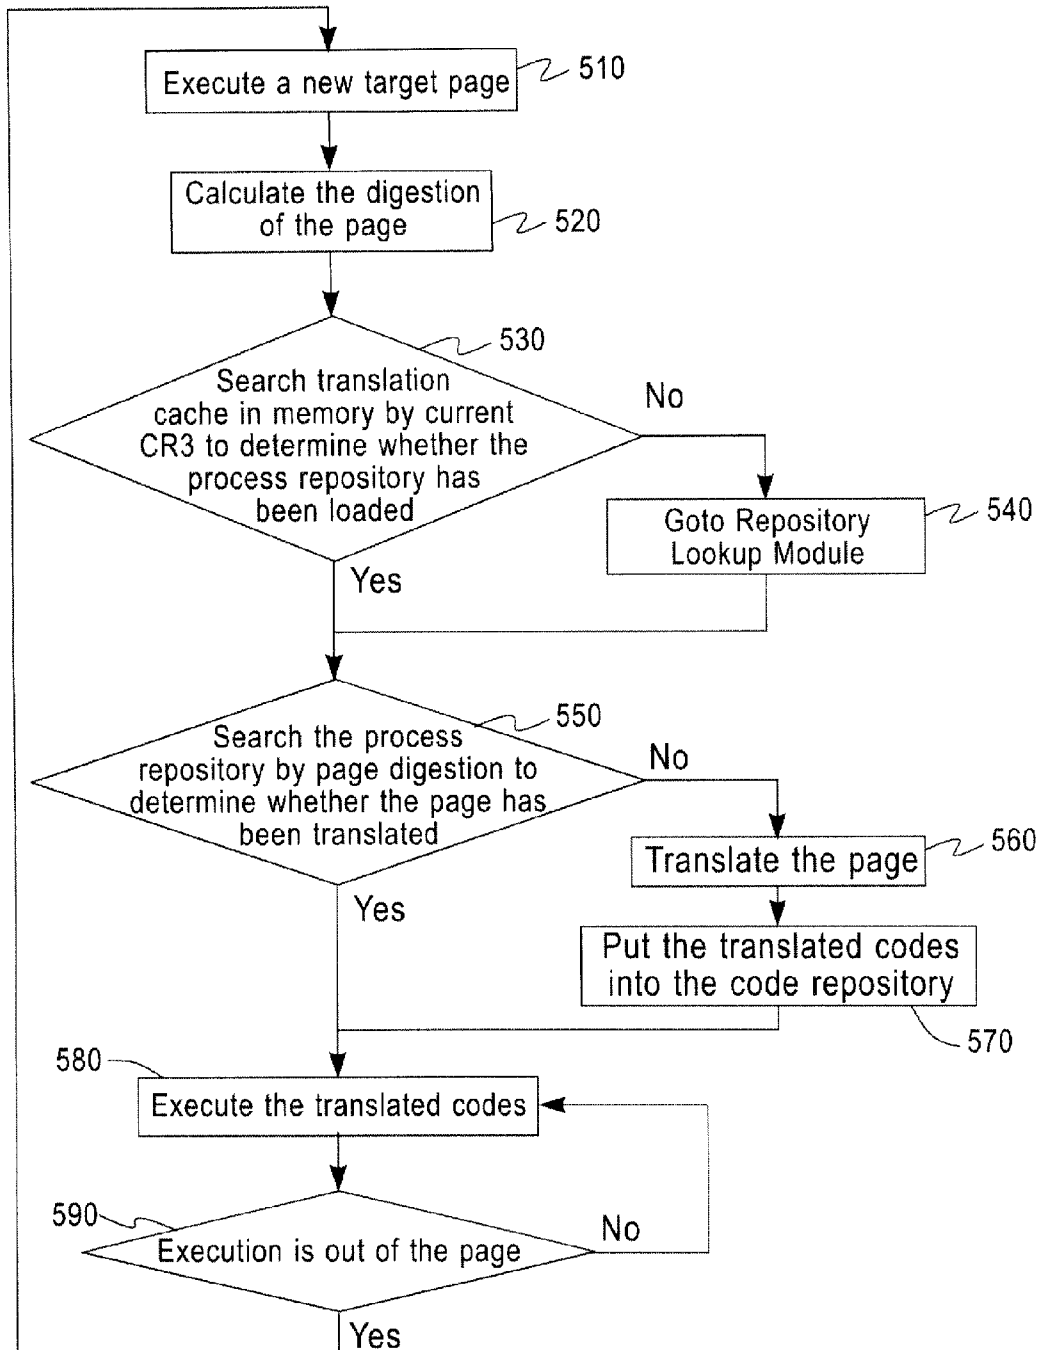 Execute a new target page
510
Calculate the digestion
of the page
520
530
Search translation
cache in memory by current
CR3 to determine whether the
process repository has
been loaded
No
Goto Repository
Lookup Module
540
Yes
550
Search the process
repository by page digestion to
determine whether the page has
been translated
No
Translate the page
560
Yes
Put the translated codes
into the code repository
570
580
Execute the translated codes
590
Execution is out of the page
No
Yes